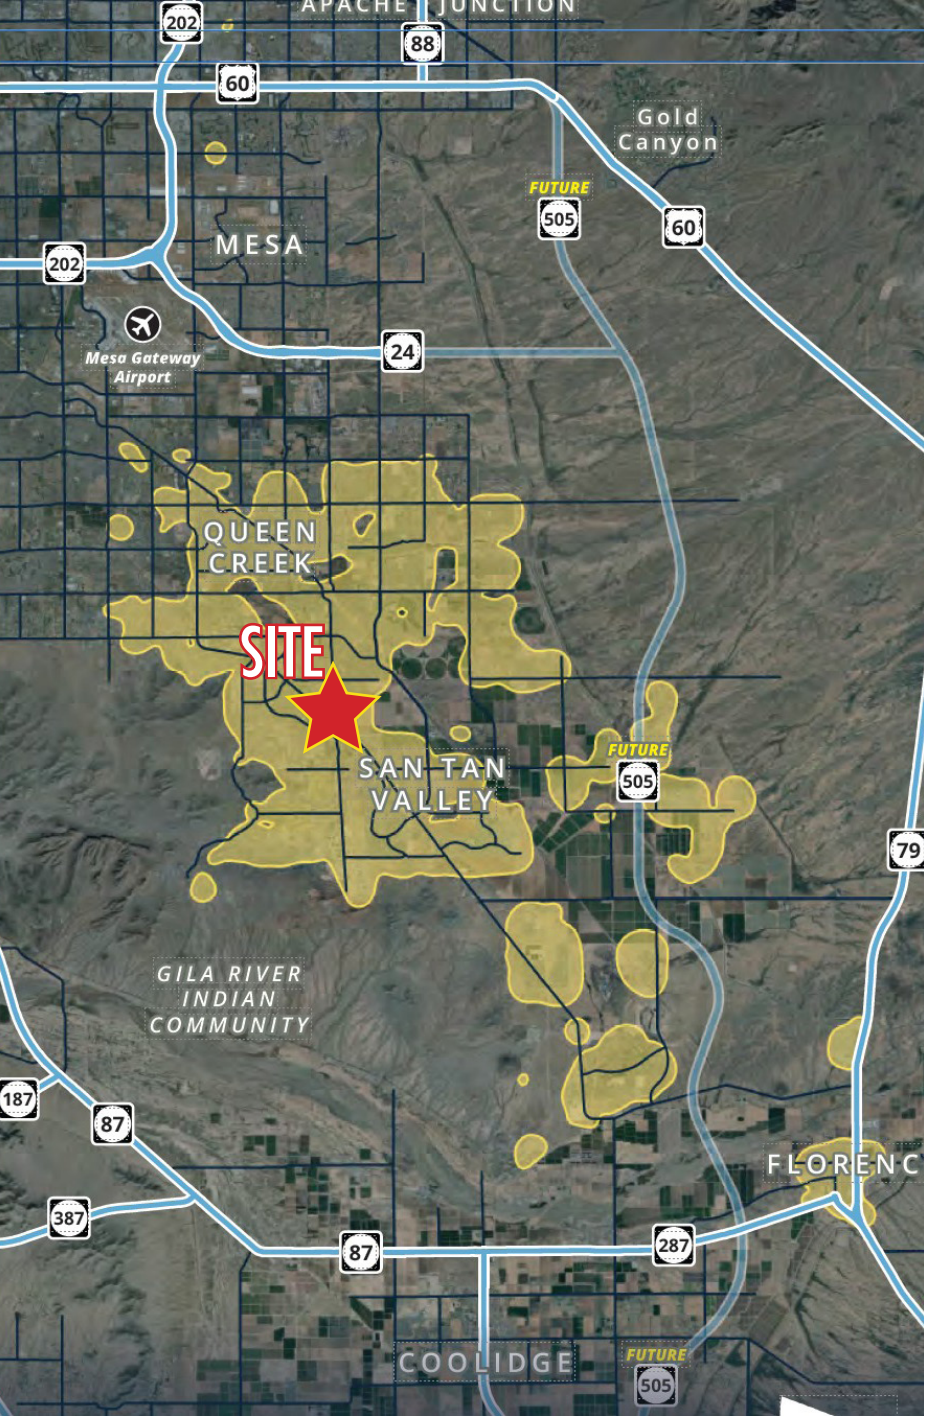 APACHE JUNCTION
202
88
60
Gold
Canyon
FUTURE
505
60
MESA
202
24
Mesa Gateway
Airport
QUEEN
CREEK
SITE
FUTURE
505
SAN TAN
VALLEY
79
GILA RIVER
INDIAN
COMMUNITY
187
87
FLORENC
387
87
287
COOLIDGE
FUTURE
505